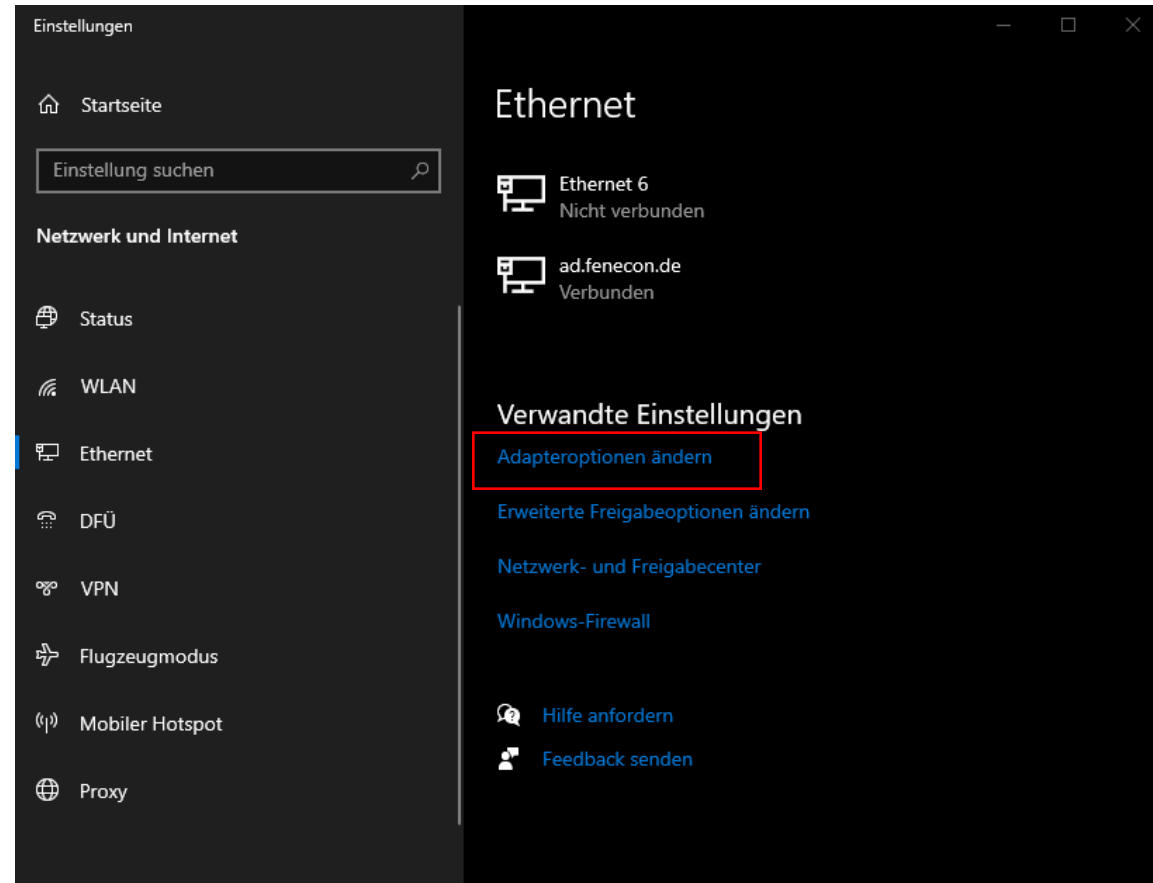 Einstellungen
Startseite
Einstellung suchen
Netzwerk und Internet
Status
WLAN
Ethernet
DFÜ
VPN
Flugzeugmodus
Mobiler Hotspot
Proxy
Ethernet
Ethernet 6
Nicht verbunden
ad.fenecon.de
Verbunden
Verwandte Einstellungen
Adapteroptionen ändern
Erweiterte Freigabeoptionen ändern
Netzwerk- und Freigabecenter
Windows-Firewall
Hilfe anfordern
Feedback senden